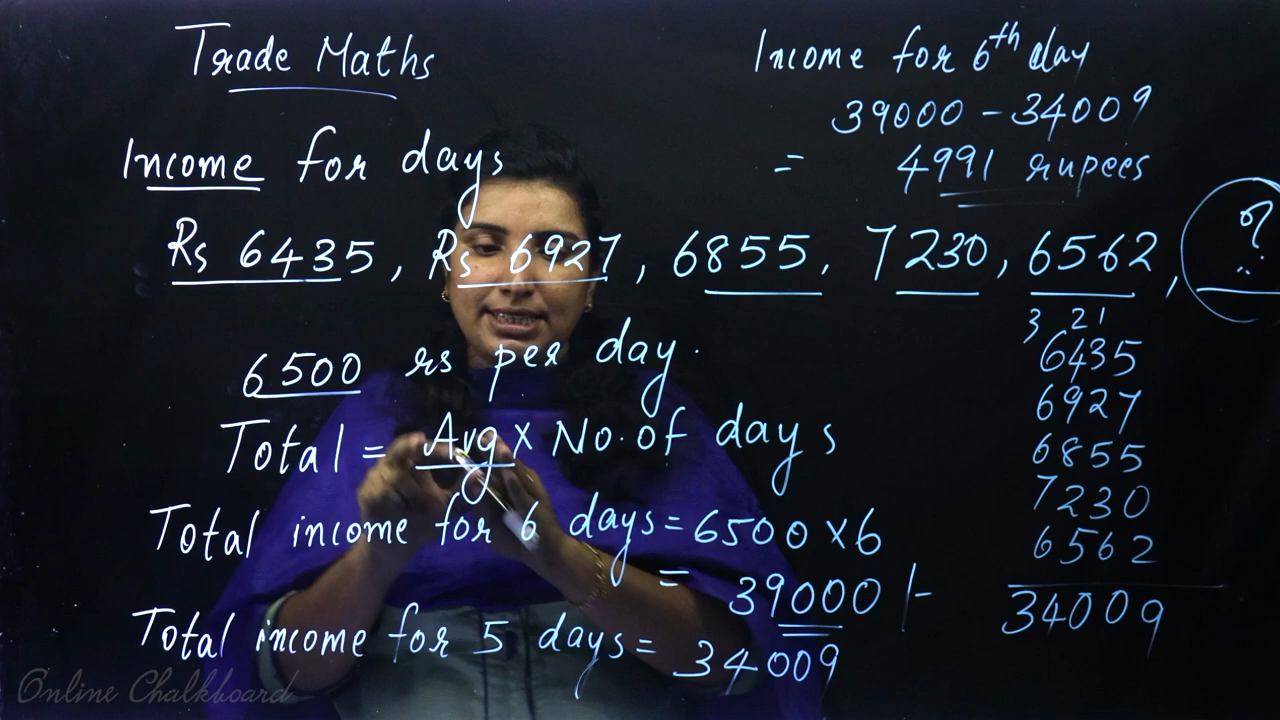 Trade Maths
Income for days
Rs 6435, Rs 6927, 6855, 7230, 6562, ?
6500 rs per day.
Total = Avg x No. of days
Total income for 6 days = 6500 x 6
= 39000 /-
Total income for 5 days = 34009
Income for 6th day
39000 - 34009
= 4991 rupees
3 21
6435
6927
6855
7230
6562
34009
Online Chalkboard